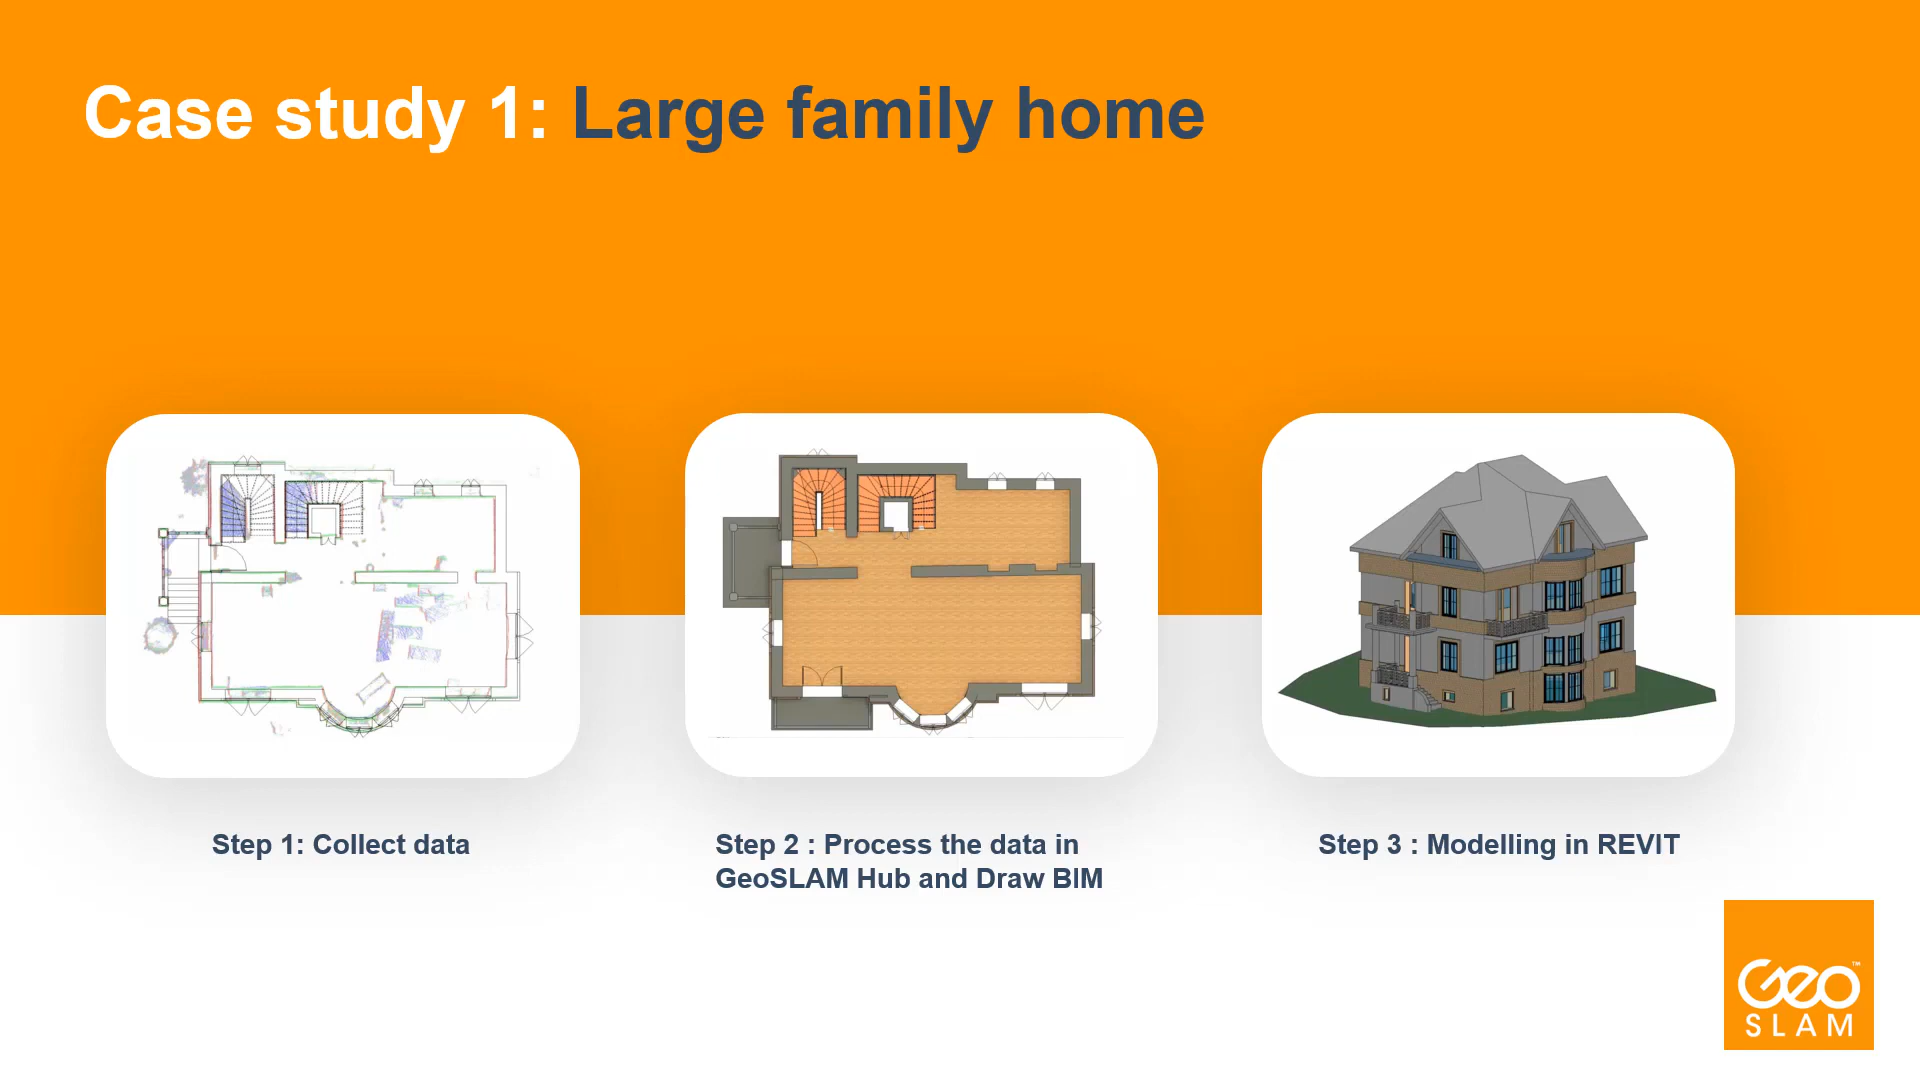 Case study 1: Large family home
Step 1: Collect data
Step 2 : Process the data in
GeoSLAM Hub and Draw BIM
Step 3 : Modelling in REVIT
Geo™
SLAM